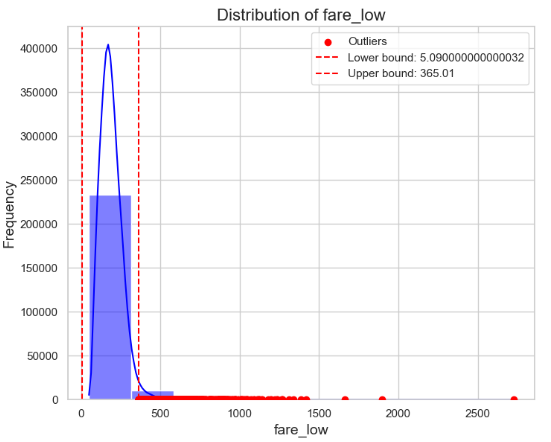 Distribution of fare_low
Outliers
Lower bound: 5.090000000000032
Upper bound: 365.01
Frequency
400000
350000
300000
250000
200000
150000
100000
50000
0
0 500 1000 1500 2000 2500
fare_low